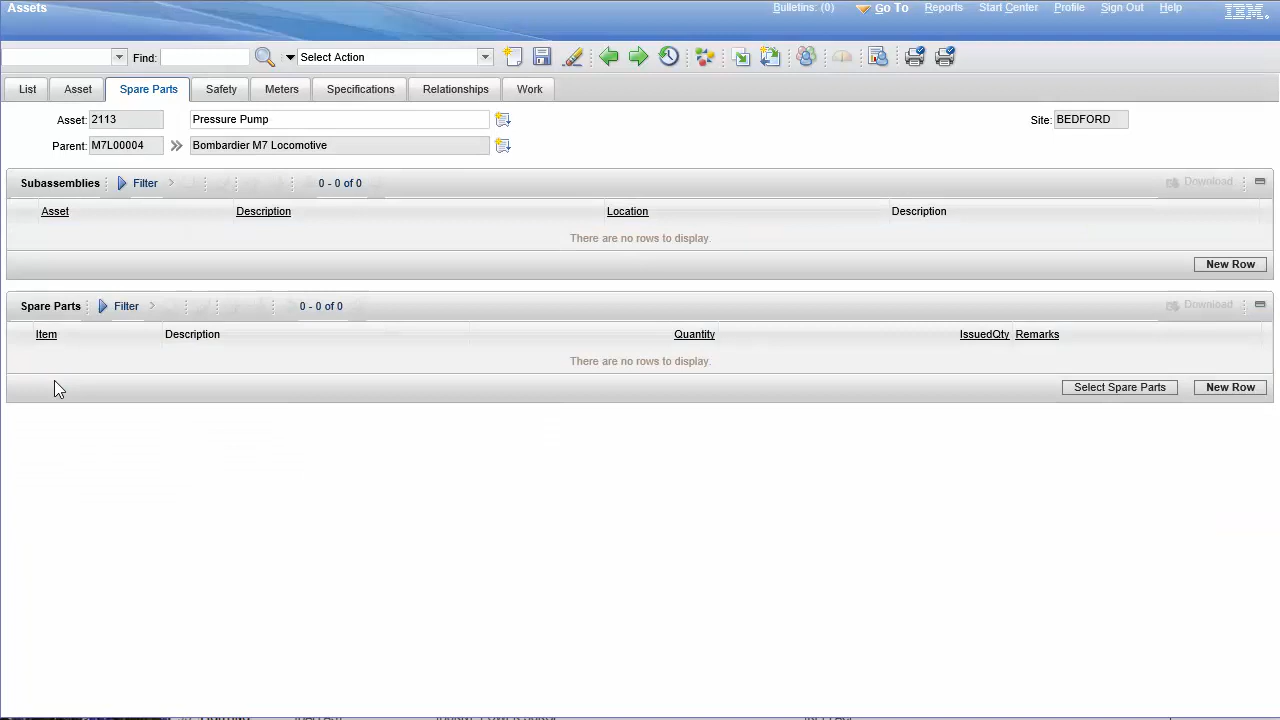 Assets Bulletins: (0) Go To Reports Start Center Profile Sign Out Help IBM.
Find: Select Action
List Asset Spare Parts Safety Meters Specifications Relationships Work
Asset: 2113 Pressure Pump Site: BEDFORD
Parent: M7L00004 Bombardier M7 Locomotive
Subassemblies Filter 0 - 0 of 0 Download
Asset Description Location Description
There are no rows to display.
New Row
Spare Parts Filter 0 - 0 of 0 Download
Item Description Quantity IssuedQty Remarks
There are no rows to display.
Select Spare Parts New Row